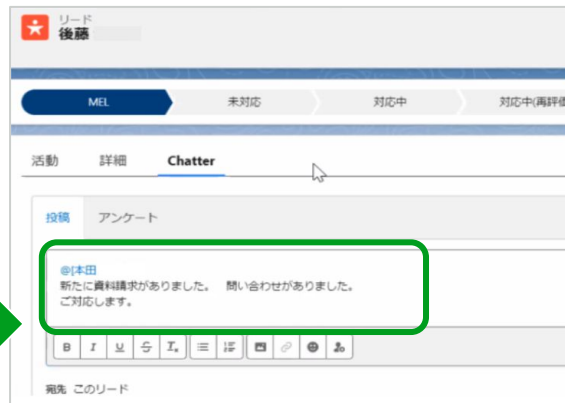 リード
後藤
MEL 未対応 対応中 対応中(再評価
活動 詳細 Chatter
投稿 アンケート
@[本田
新たに資料請求がありました。 問い合わせがありました。
ご対応します。
B I U S Tx
宛先 このリード